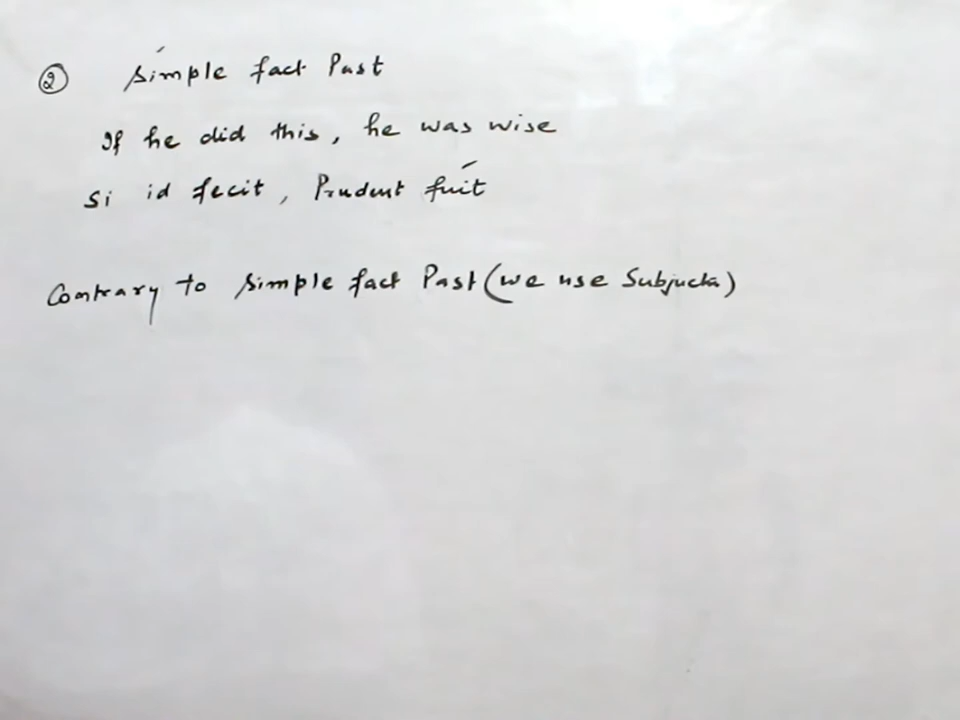 ② Simple fact Past
If he did this, he was wise
Si id fecit, Prudent fuit
Contrary to Simple fact Past (we use Subjucta)